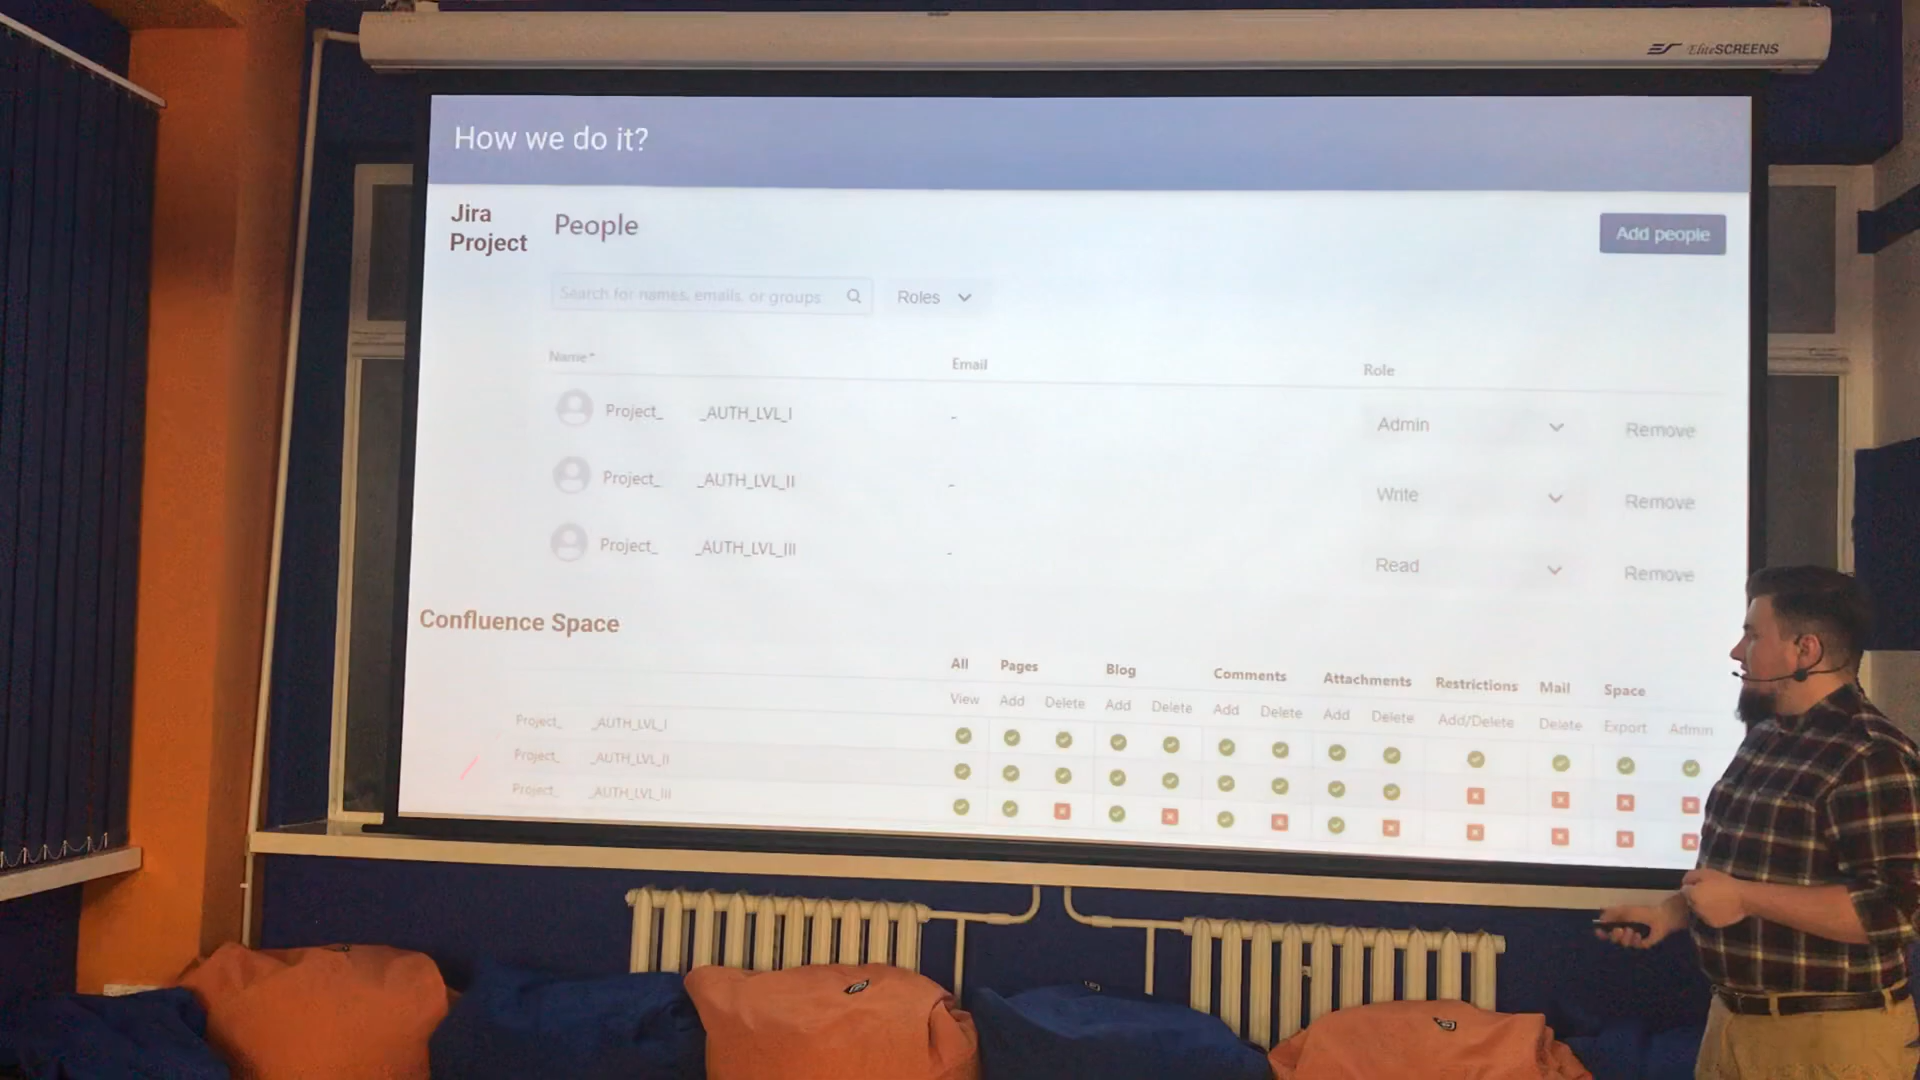 EliteSCREENS
How we do it?
Jira
Project
People
Add people
Search for names, emails, or groups
Roles
Name*
Email
Role
Project_ _AUTH_LVL_I - Admin Remove
Project_ _AUTH_LVL_II - Write Remove
Project_ _AUTH_LVL_III - Read Remove
Confluence Space
All Pages Blog Comments Attachments Restrictions Mail Space
View Add Delete Add Delete Add Delete Add Delete Add/Delete Delete Export Admin
Project_ _AUTH_LVL_I
Project_ _AUTH_LVL_II
Project_ _AUTH_LVL_III